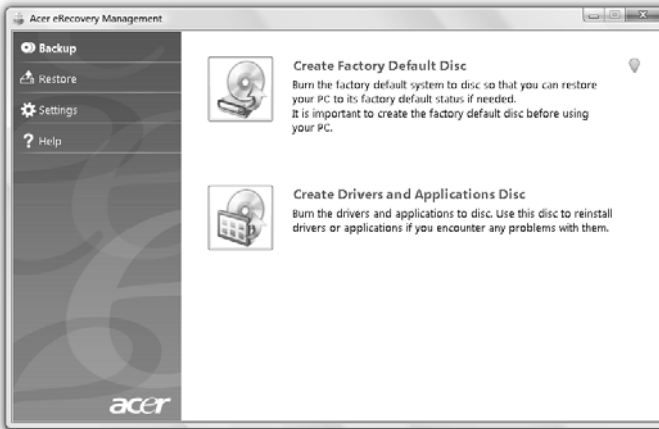 Acer eRecovery Management
Backup
Restore
Settings
Help
Create Factory Default Disc
Burn the factory default system to disc so that you can restore
your PC to its factory default status if needed.
It is important to create the factory default disc before using
your PC.
Create Drivers and Applications Disc
Burn the drivers and applications to disc. Use this disc to reinstall
drivers or applications if you encounter any problems with them.
acer